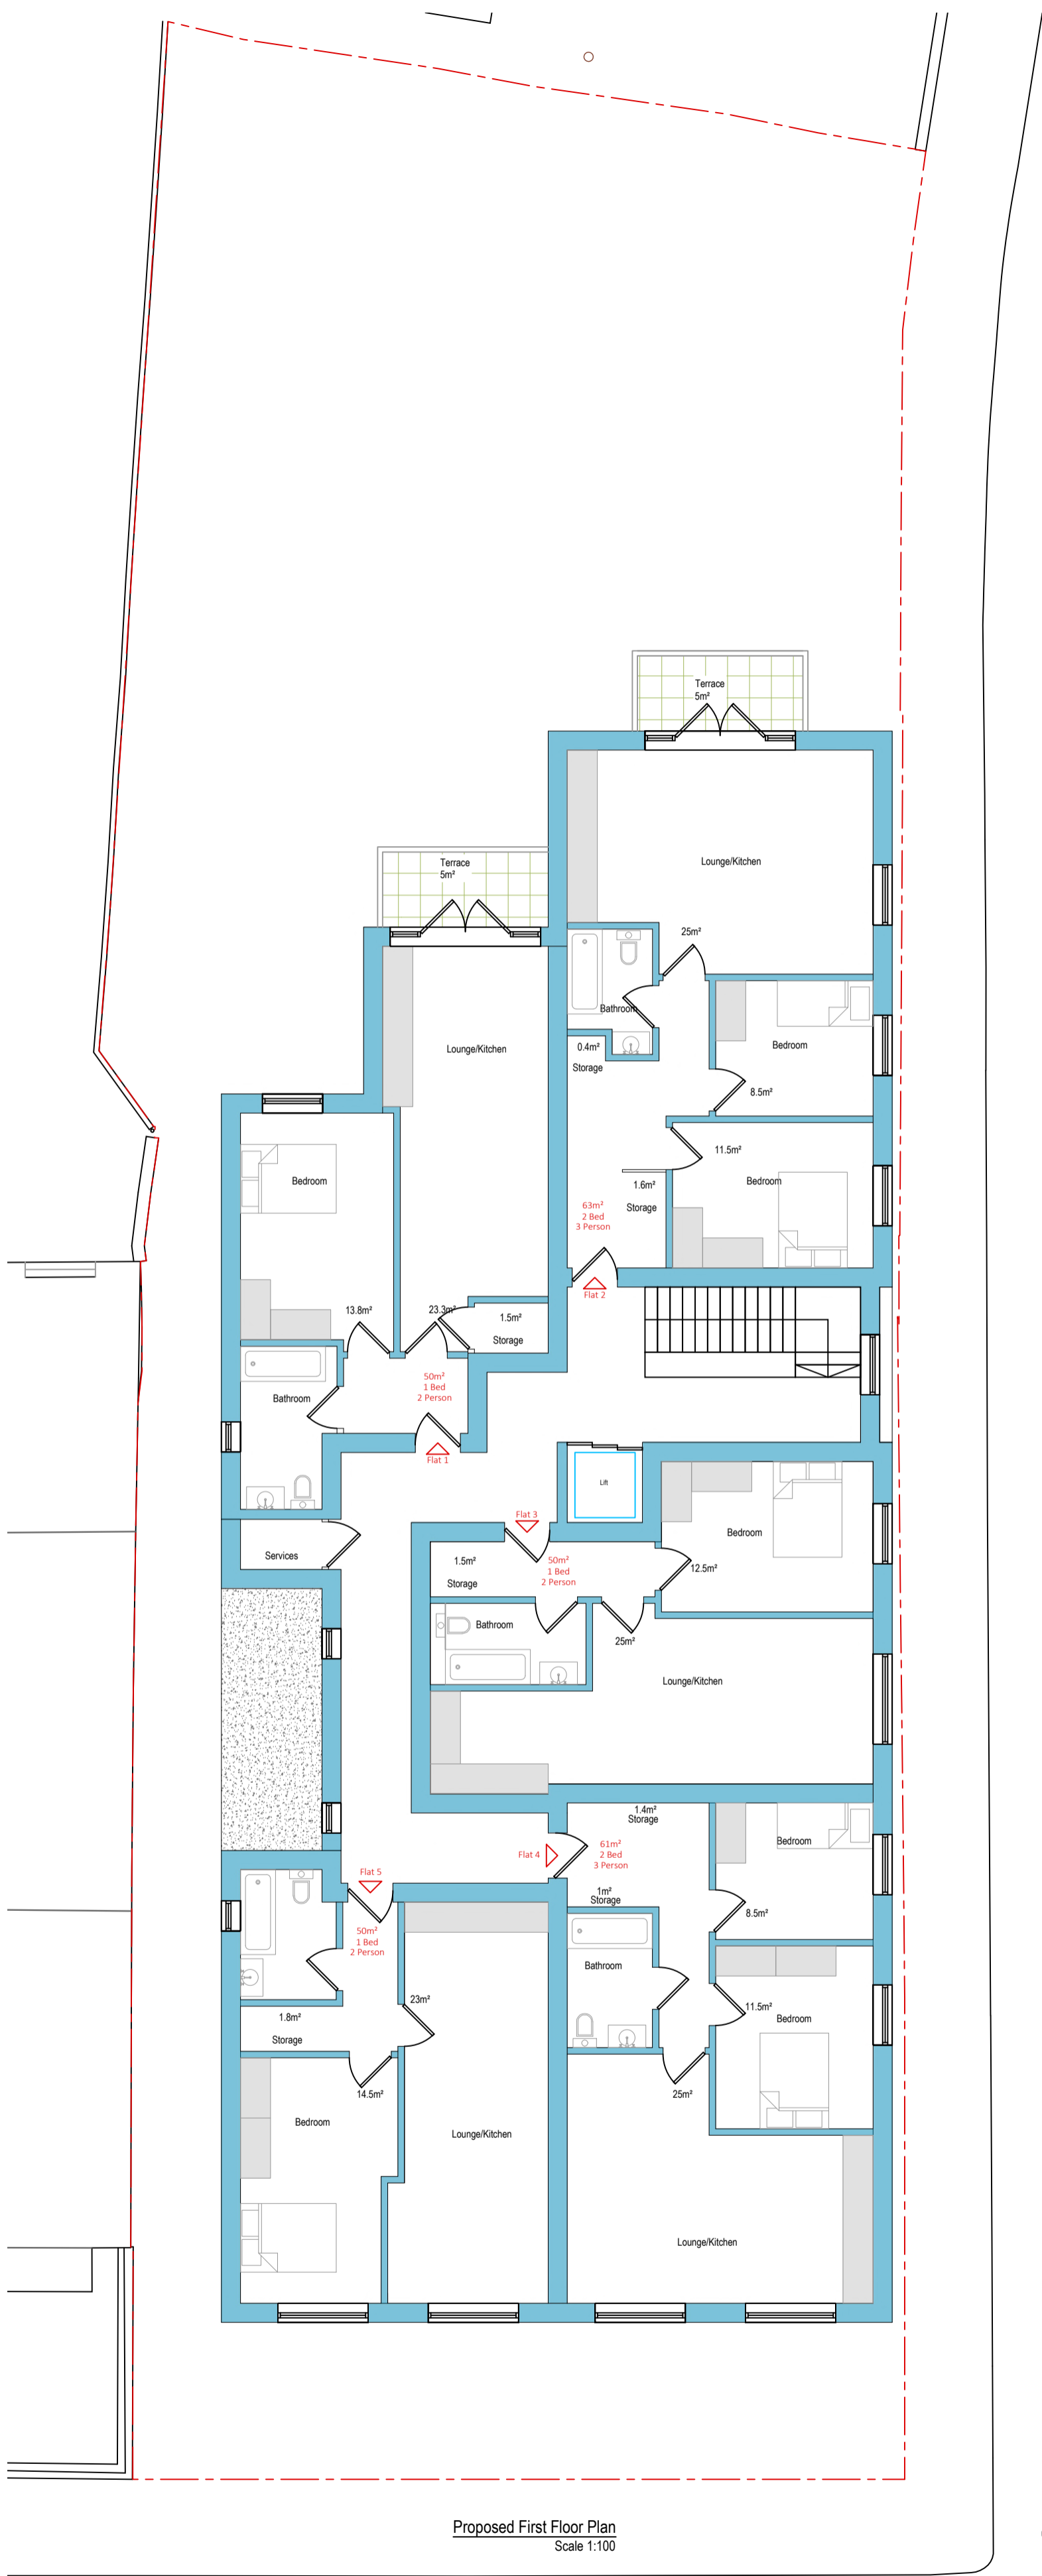 Terrace
5m²
Lounge/Kitchen
25m²
Terrace
5m²
Lounge/Kitchen
Bathroom
0.4m²
Storage
Bedroom
8.5m²
11.5m²
Bedroom
1.6m²
Storage
63m²
2 Bed
3 Person
Flat 2
Bedroom
13.8m²
23.3m²
1.5m²
Storage
50m²
1 Bed
2 Person
Flat 1
Bathroom
Lift
Flat 3
Services
1.5m²
Storage
50m²
1 Bed
2 Person
Bedroom
12.5m²
Bathroom
25m²
Lounge/Kitchen
1.4m²
Storage
Flat 4
61m²
2 Bed
3 Person
Bedroom
8.5m²
1m²
Storage
Flat 5
50m²
1 Bed
2 Person
Bathroom
23m²
1.8m²
Storage
11.5m²
Bedroom
14.5m²
25m²
Bedroom
Lounge/Kitchen
Lounge/Kitchen
Proposed First Floor Plan
Scale 1:100